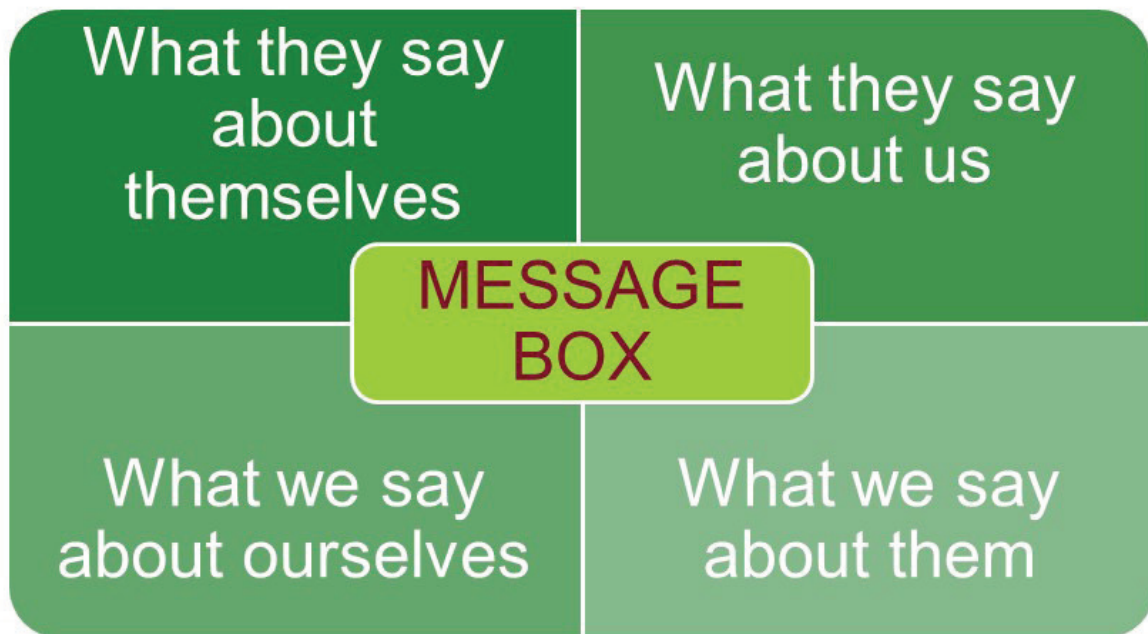 What they say
about
themselves
What they say
about us
MESSAGE
BOX
What we say
about ourselves
What we say
about them